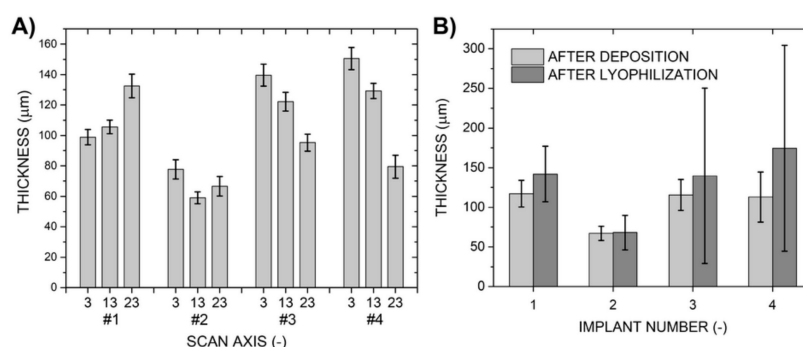 A)
THICKNESS (μm)
160
140
120
100
80
60
40
20
0
3 13 23 3 13 23 3 13 23 3 13 23
#1 #2 #3 #4
SCAN AXIS (-)
B)
THICKNESS (μm)
300
250
200
150
100
50
0
AFTER DEPOSITION
AFTER LYOPHILIZATION
1 2 3 4
IMPLANT NUMBER (-)